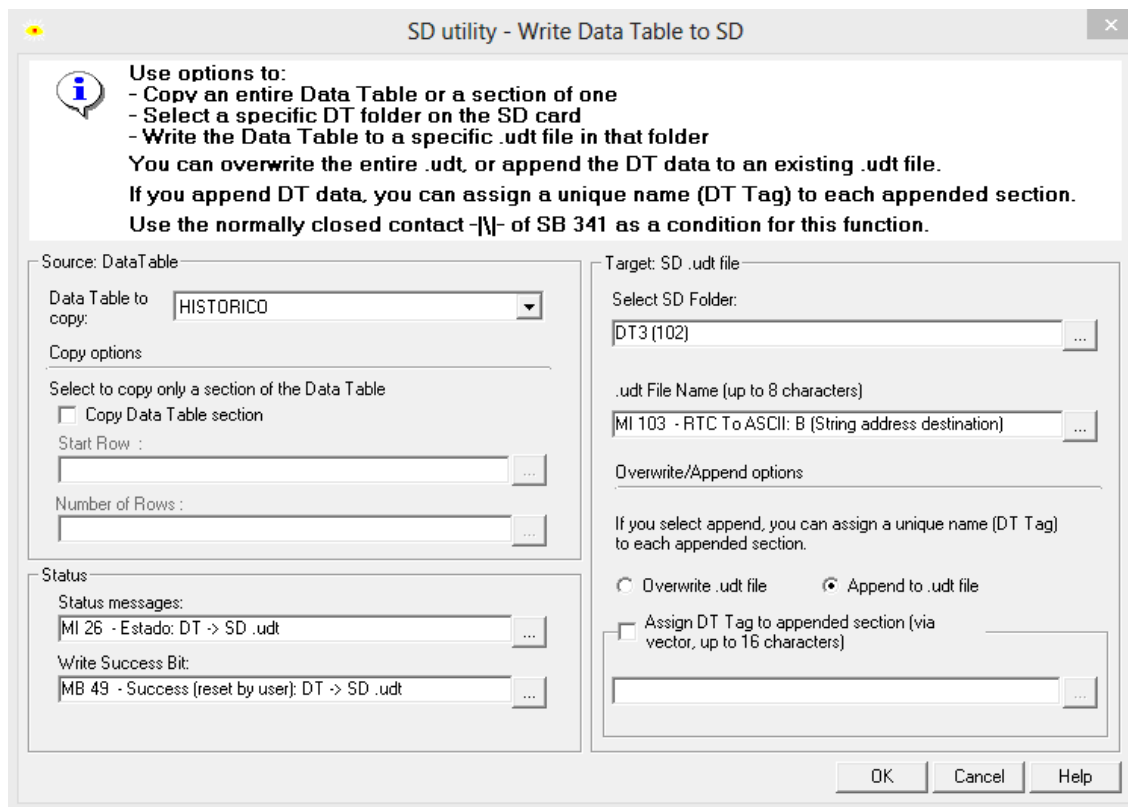 SD utility - Write Data Table to SD
Use options to:
- Copy an entire Data Table or a section of one
- Select a specific DT folder on the SD card
- Write the Data Table to a specific .udt file in that folder
You can overwrite the entire .udt, or append the DT data to an existing .udt file.
If you append DT data, you can assign a unique name (DT Tag) to each appended section.
Use the normally closed contact -|\|- of SB 341 as a condition for this function.
Source: DataTable
Data Table to
copy:
HISTORICO
Copy options
Select to copy only a section of the Data Table
Copy Data Table section
Start Row :
...
Number of Rows :
...
Status
Status messages:
MI 26 - Estado: DT -> SD .udt
...
Write Success Bit:
MB 49 - Success (reset by user): DT -> SD .udt
...
Target: SD .udt file
Select SD Folder:
DT3 (102)
...
.udt File Name (up to 8 characters)
MI 103 - RTC To ASCII: B (String address destination)
...
Overwrite/Append options
If you select append, you can assign a unique name (DT Tag)
to each appended section.
Overwrite .udt file
Append to .udt file
Assign DT Tag to appended section (via
vector, up to 16 characters)
...
OK
Cancel
Help